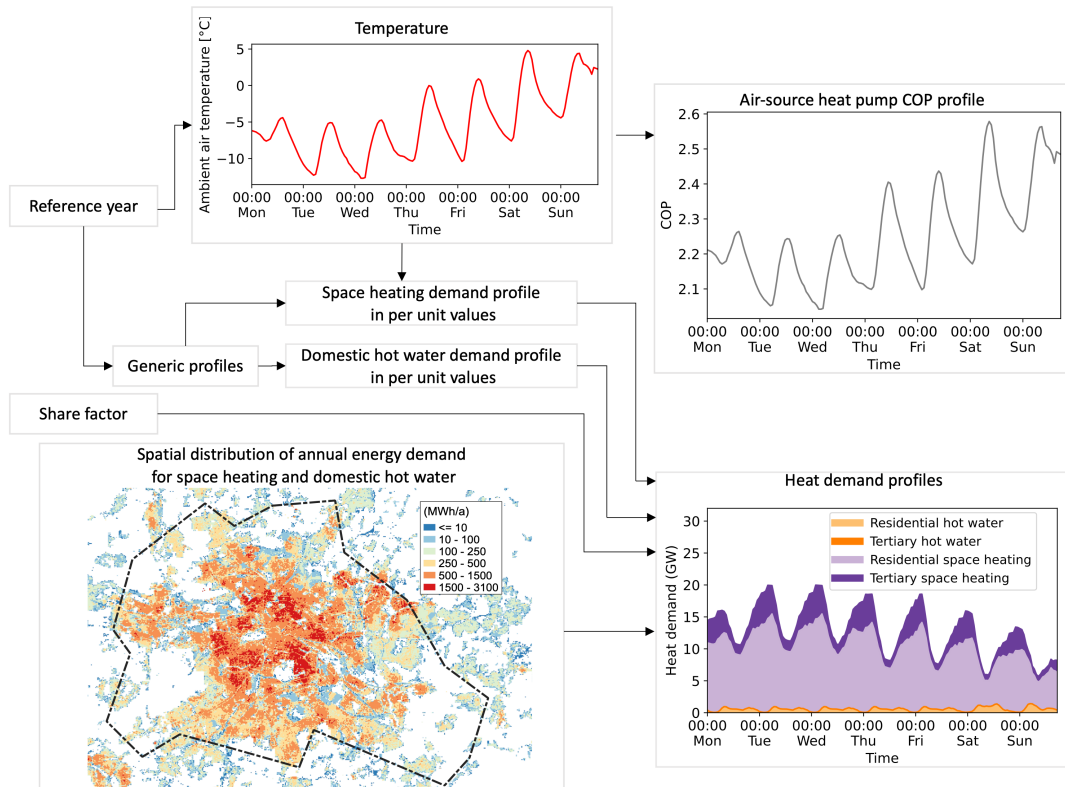 Temperature
Ambient air temperature [°C]
5
0
−5
−10
00:00 00:00 00:00 00:00 00:00 00:00 00:00
Mon Tue Wed Thu Fri Sat Sun
Time
Air-source heat pump COP profile
COP
2.6
2.5
2.4
2.3
2.2
2.1
00:00 00:00 00:00 00:00 00:00 00:00 00:00
Mon Tue Wed Thu Fri Sat Sun
Time
Reference year
Space heating demand profile
in per unit values
Generic profiles
Domestic hot water demand profile
in per unit values
Share factor
Spatial distribution of annual energy demand
for space heating and domestic hot water
(MWh/a)
<= 10
10 - 100
100 - 250
250 - 500
500 - 1500
1500 - 3100
Heat demand profiles
Heat demand (GW)
30
25
20
15
10
5
0
Residential hot water
Tertiary hot water
Residential space heating
Tertiary space heating
00:00 00:00 00:00 00:00 00:00 00:00 00:00
Mon Tue Wed Thu Fri Sat Sun
Time